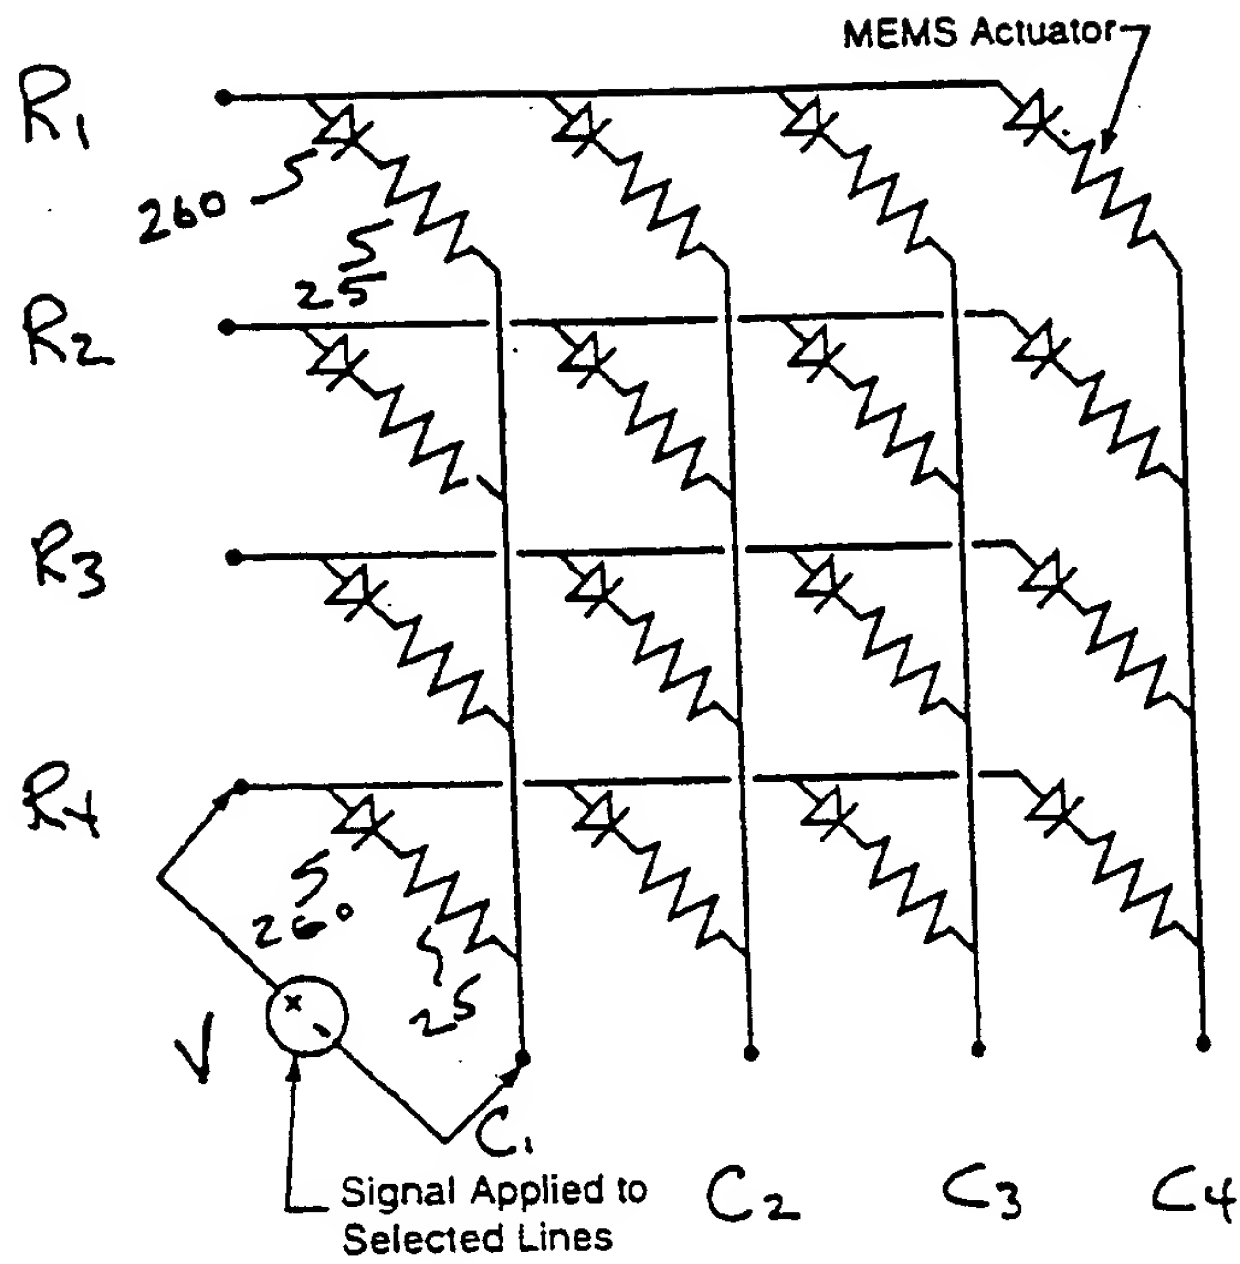 MEMS Actuator
R1
260
25
R2
R3
R4
260
25
V
+
-
C1
Signal Applied to
Selected Lines
C2
C3
C4